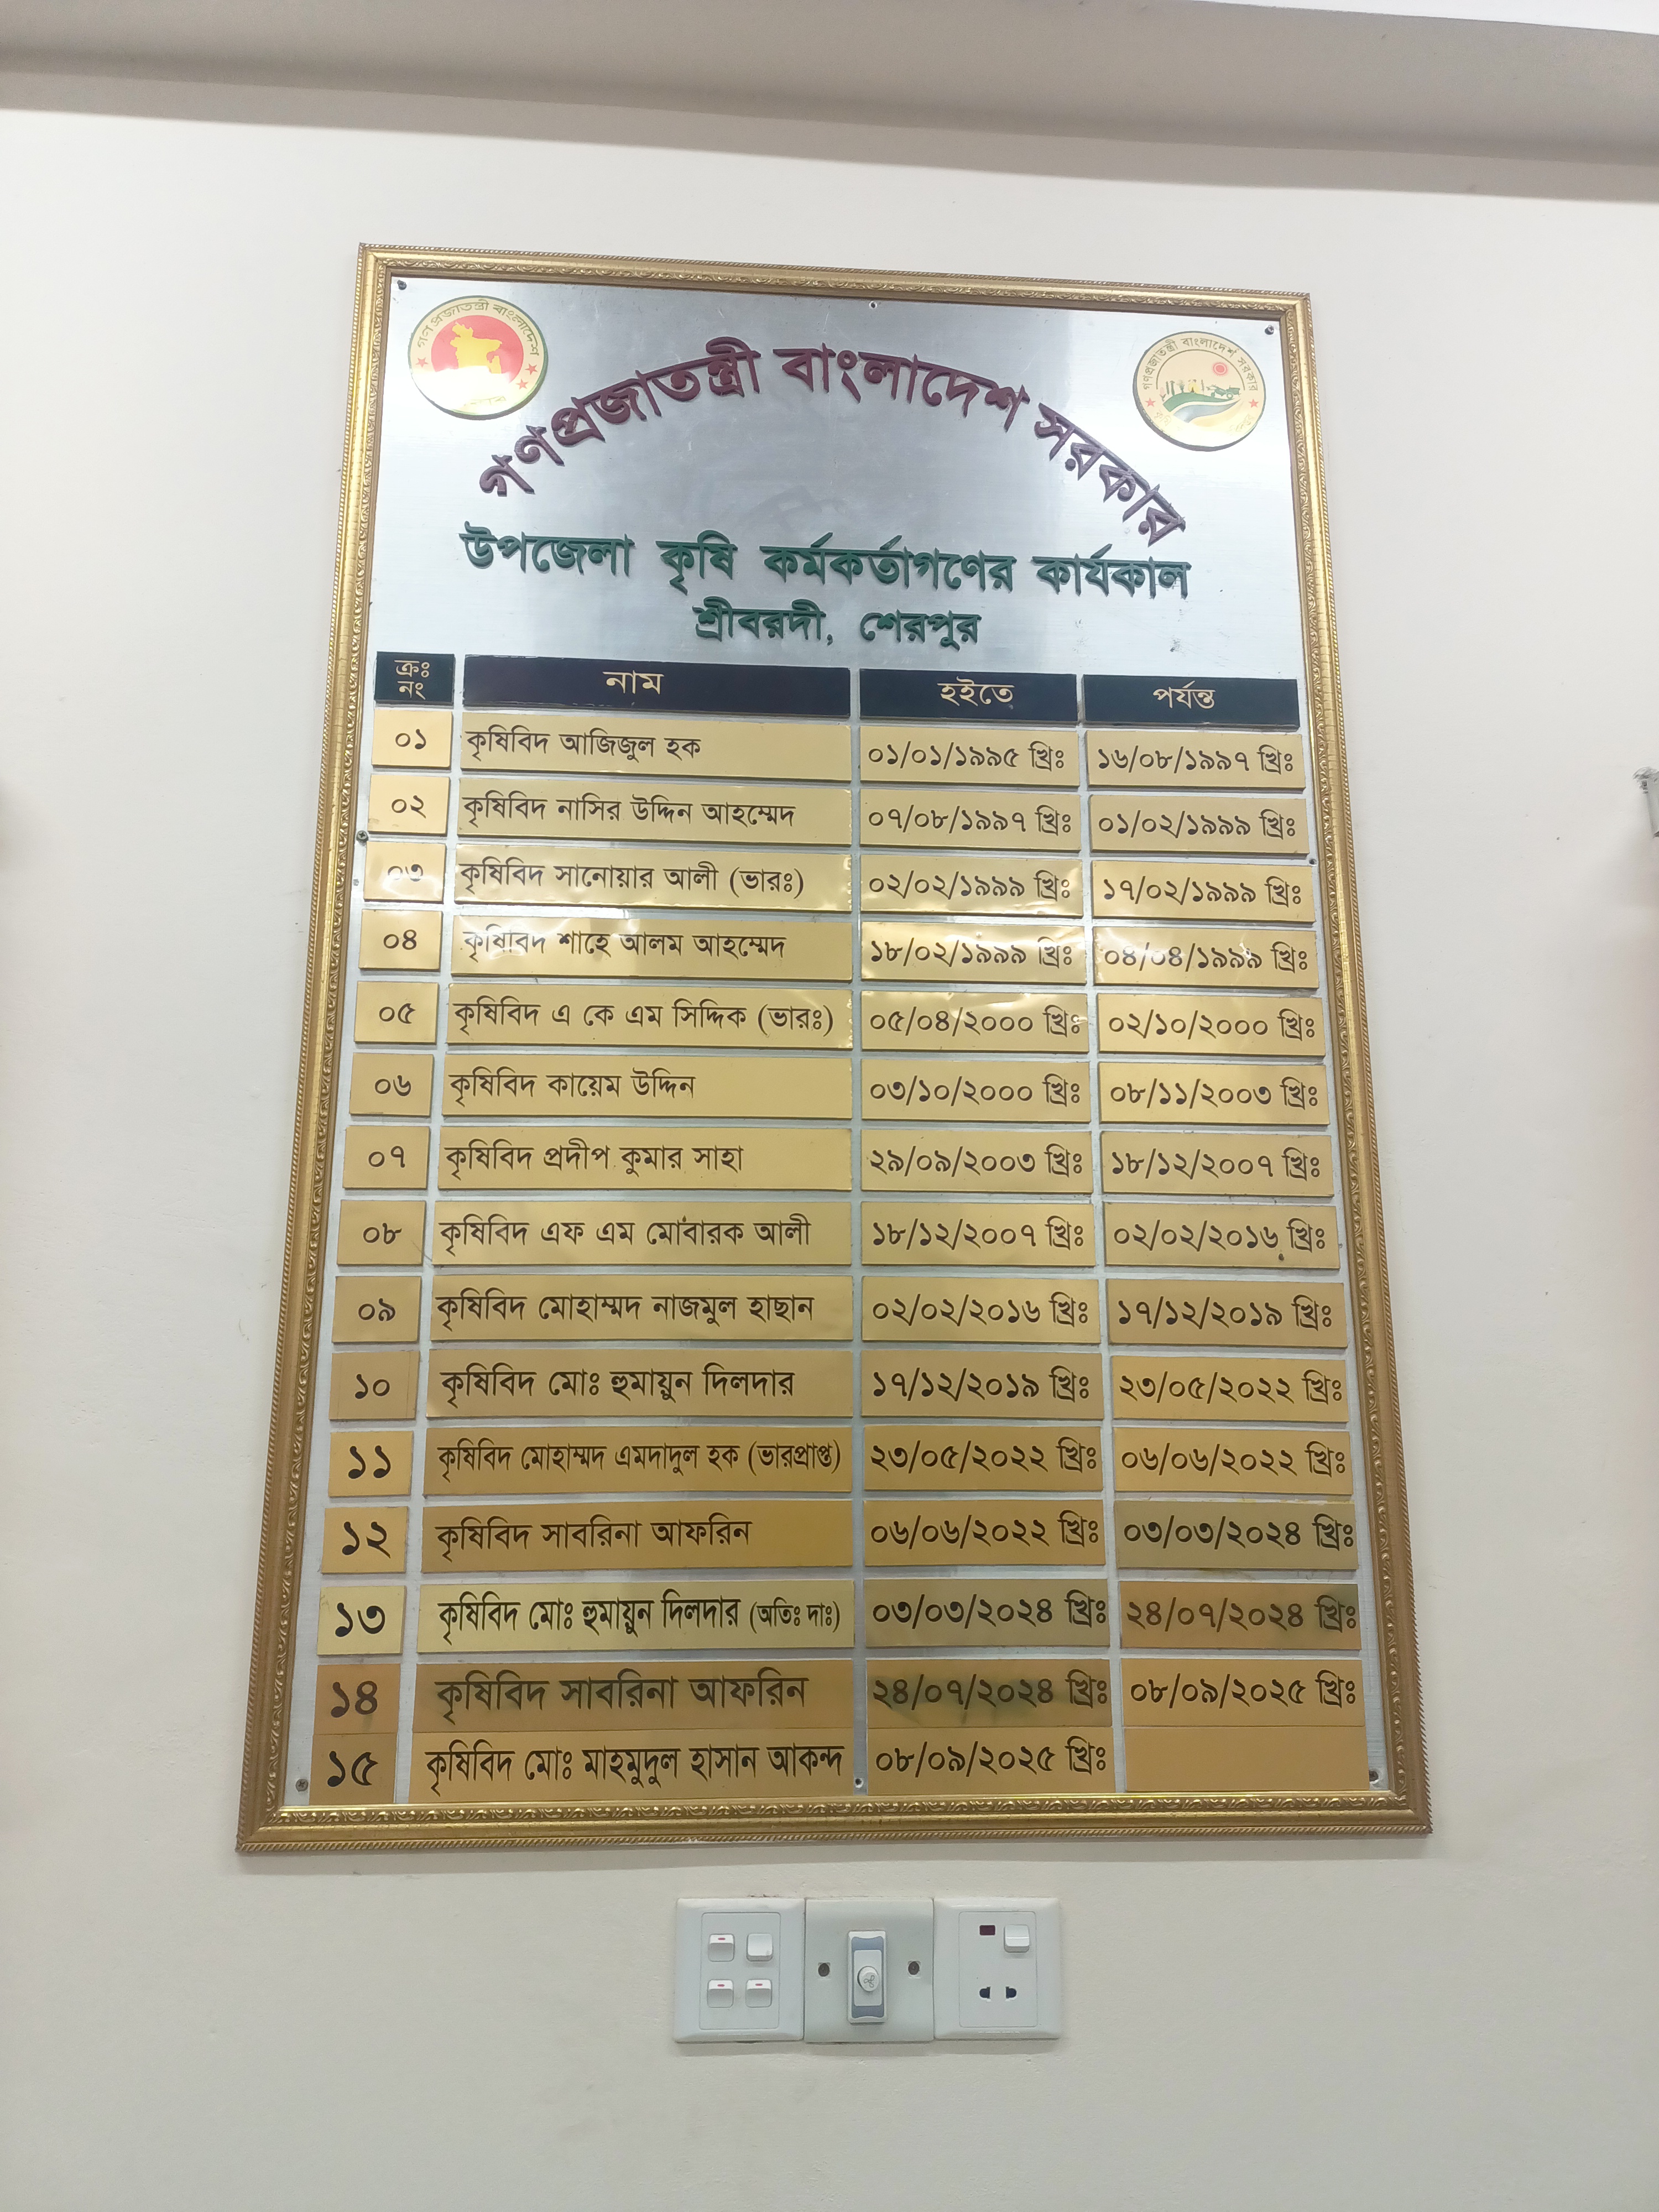 গণপ্রজাতন্ত্রী বাংলাদেশ
গণপ্রজাতন্ত্রী বাংলাদেশ সরকার
গণপ্রজাতন্ত্রী বাংলাদেশ সরকার
উপজেলা কৃষি কর্মকর্তাগণের কার্যকাল
শ্রীবরদী, শেরপুর
ক্রঃ নং নাম হইতে পর্যন্ত
০১ কৃষিবিদ আজিজুল হক ০১/০১/১৯৯৫ খ্রিঃ ১৬/০৮/১৯৯৭ খ্রিঃ
০২ কৃষিবিদ নাসির উদ্দিন আহম্মেদ ০৭/০৮/১৯৯৭ খ্রিঃ ০১/০২/১৯৯৯ খ্রিঃ
০৩ কৃষিবিদ সানোয়ার আলী (ভারঃ) ০২/০২/১৯৯৯ খ্রিঃ ১৭/০২/১৯৯৯ খ্রিঃ
০৪ কৃষিবিদ শাহে আলম আহম্মেদ ১৮/০২/১৯৯৯ খ্রিঃ ০৪/০৪/১৯৯৯ খ্রিঃ
০৫ কৃষিবিদ এ কে এম সিদ্দিক (ভারঃ) ০৫/০৪/২০০০ খ্রিঃ ০২/১০/২০০০ খ্রিঃ
০৬ কৃষিবিদ কায়েম উদ্দিন ০৩/১০/২০০০ খ্রিঃ ০৮/১১/২০০৩ খ্রিঃ
০৭ কৃষিবিদ প্রদীপ কুমার সাহা ২৯/০৯/২০০৩ খ্রিঃ ১৮/১২/২০০৭ খ্রিঃ
০৮ কৃষিবিদ এফ এম মোবারক আলী ১৮/১২/২০০৭ খ্রিঃ ০২/০২/২০১৬ খ্রিঃ
০৯ কৃষিবিদ মোহাম্মদ নাজমুল হাছান ০২/০২/২০১৬ খ্রিঃ ১৭/১২/২০১৯ খ্রিঃ
১০ কৃষিবিদ মোঃ হুমায়ুন দিলদার ১৭/১২/২০১৯ খ্রিঃ ২৩/০৫/২০২২ খ্রিঃ
১১ কৃষিবিদ মোহাম্মদ এমদাদুল হক (ভারপ্রাপ্ত) ২৩/০৫/২০২২ খ্রিঃ ০৬/০৬/২০২২ খ্রিঃ
১২ কৃষিবিদ সাবরিনা আফরিন ০৬/০৬/২০২২ খ্রিঃ ০৩/০৩/২০২৪ খ্রিঃ
১৩ কৃষিবিদ মোঃ হুমায়ুন দিলদার (অতিঃ দাঃ) ০৩/০৩/২০২৪ খ্রিঃ ২৪/০৭/২০২৪ খ্রিঃ
১৪ কৃষিবিদ সাবরিনা আফরিন ২৪/০৭/২০২৪ খ্রিঃ ০৮/০৯/২০২৫ খ্রিঃ
১৫ কৃষিবিদ মোঃ মাহমুদুল হাসান আকন্দ ০৮/০৯/২০২৫ খ্রিঃ